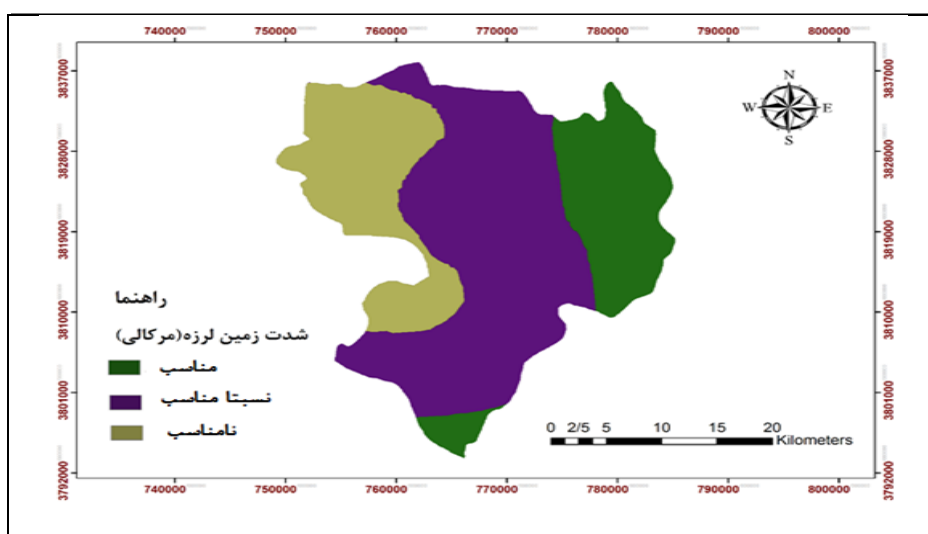 740000 750000 760000 770000 780000 790000 800000
3837000 3837000
3828000 3828000
3819000 3819000
3810000 3810000
3801000 3801000
3792000 3792000
N
W E
S
راهنما
شدت زمین لرزه(مرکالی)
مناسب
نسبتا مناسب
نامناسب
0 2/5 5 10 15 20
Kilometers
740000 750000 760000 770000 780000 790000 800000